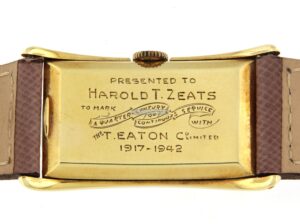 PRESENTED TO
HAROLD T. ZEATS
TO MARK
A QUARTER CENTURY
OF
CONTINUOUS SERVICE
WITH
THE T. EATON CO LIMITED
1917-1942